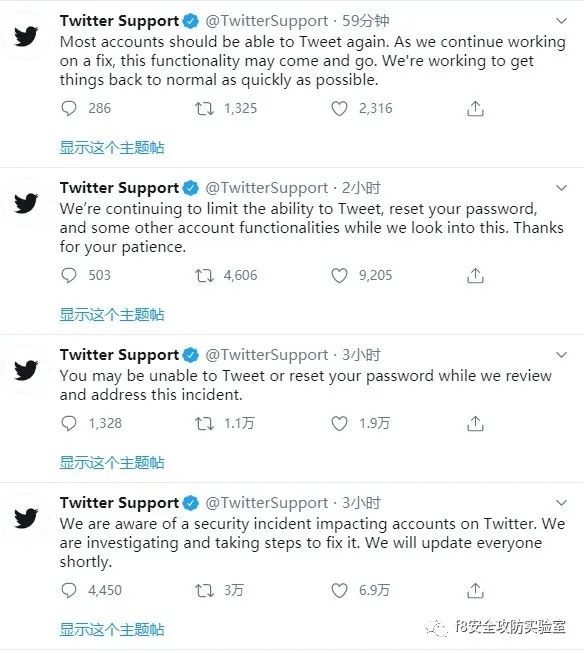 Twitter Support @TwitterSupport · 59分钟
Most accounts should be able to Tweet again. As we continue working
on a fix, this functionality may come and go. We're working to get
things back to normal as quickly as possible.
286 1,325 2,316
显示这个主题帖
Twitter Support @TwitterSupport · 2小时
We’re continuing to limit the ability to Tweet, reset your password,
and some other account functionalities while we look into this. Thanks
for your patience.
503 4,606 9,205
显示这个主题帖
Twitter Support @TwitterSupport · 3小时
You may be unable to Tweet or reset your password while we review
and address this incident.
1,328 1.1万 1.9万
显示这个主题帖
Twitter Support @TwitterSupport · 3小时
We are aware of a security incident impacting accounts on Twitter. We
are investigating and taking steps to fix it. We will update everyone
shortly.
4,450 3万 6.9万
显示这个主题帖
f8安全攻防实验室